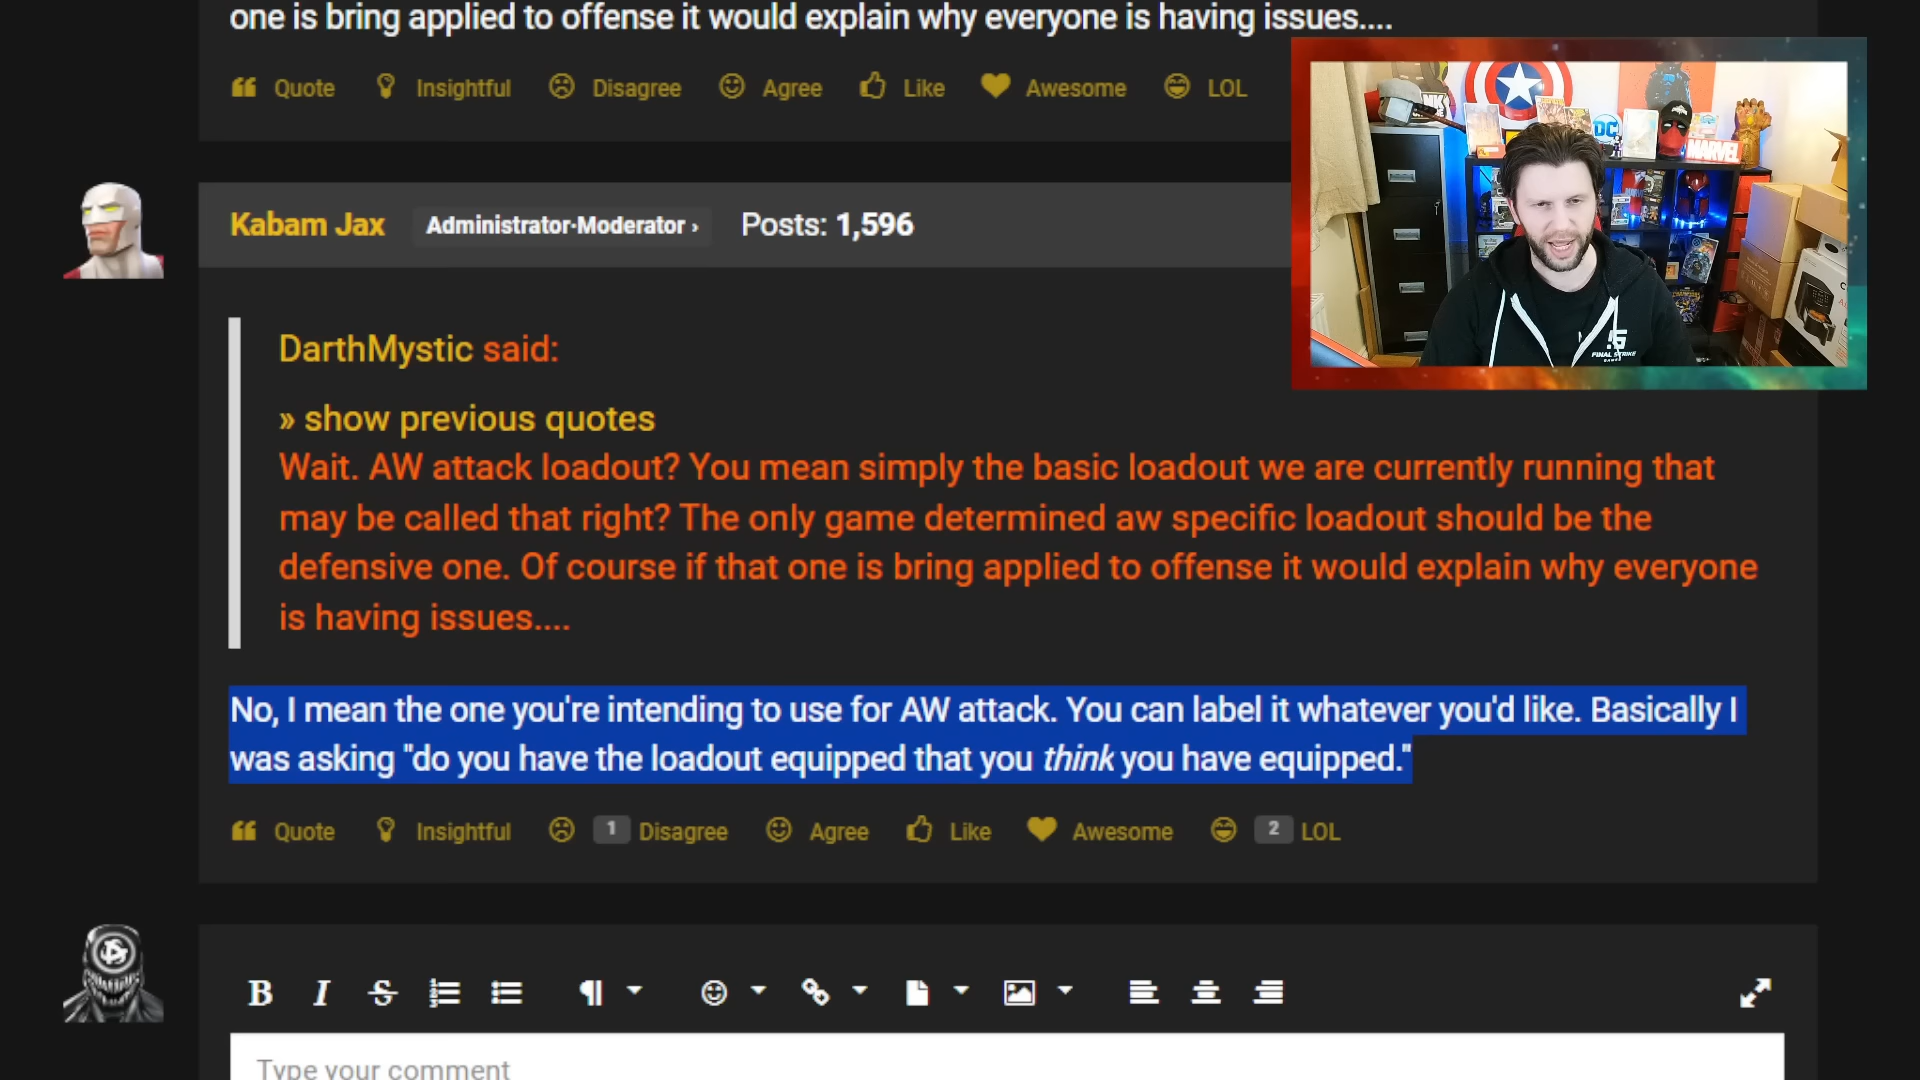 one is bring applied to offense it would explain why everyone is having issues....
Quote Insightful Disagree Agree Like Awesome LOL
DC
MARVEL
FINAL STRIKE
Kabam Jax Administrator·Moderator › Posts: 1,596
DarthMystic said:
» show previous quotes
Wait. AW attack loadout? You mean simply the basic loadout we are currently running that
may be called that right? The only game determined aw specific loadout should be the
defensive one. Of course if that one is bring applied to offense it would explain why everyone
is having issues....
No, I mean the one you're intending to use for AW attack. You can label it whatever you'd like. Basically I
was asking "do you have the loadout equipped that you think you have equipped."
Quote Insightful 1 Disagree Agree Like Awesome 2 LOL
B I S
Type your comment